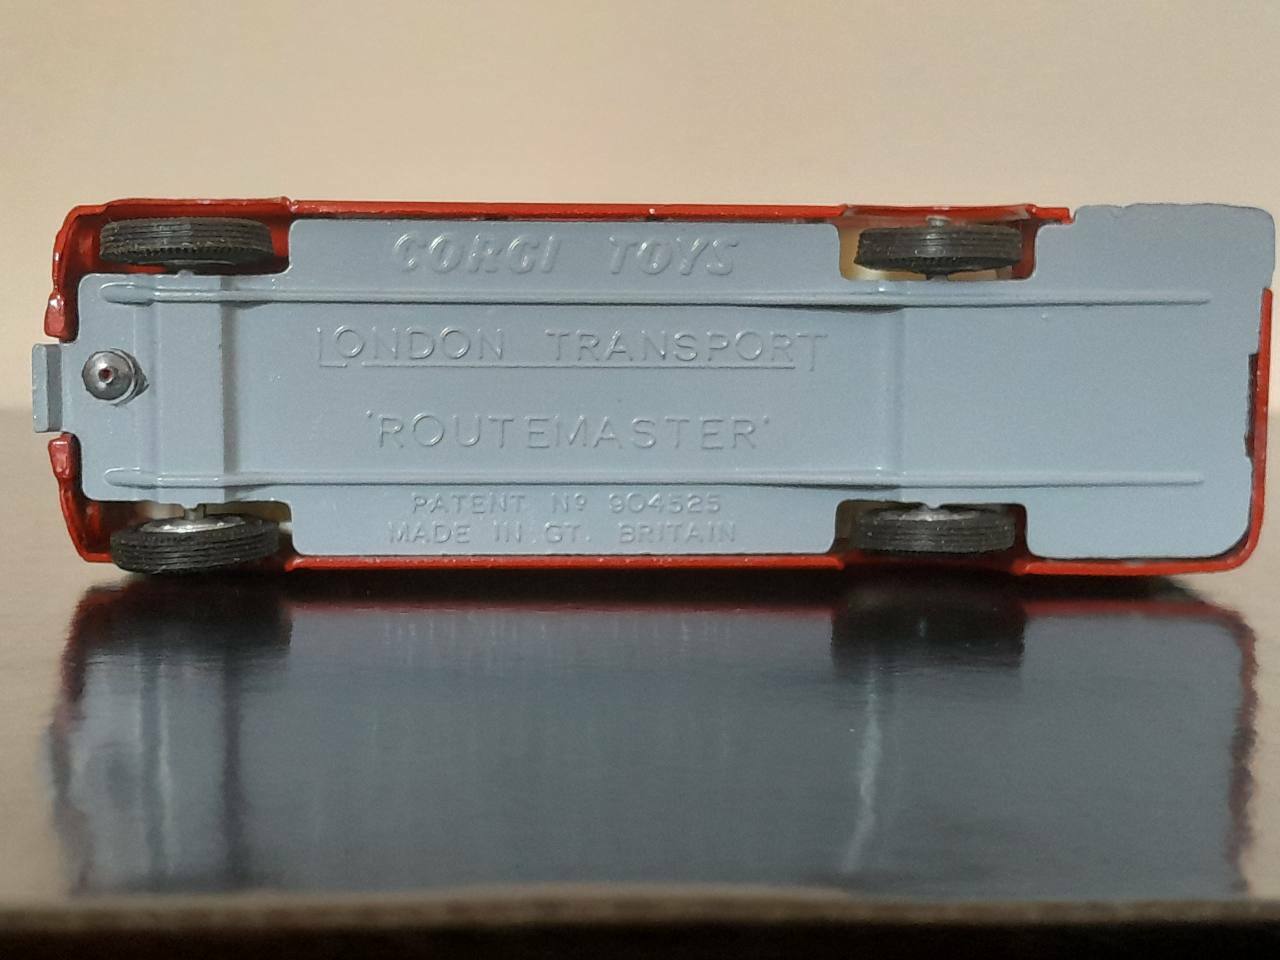 CORGI TOYS
LONDON TRANSPORT
'ROUTEMASTER'
PATENT Nº 904525
MADE IN GT. BRITAIN